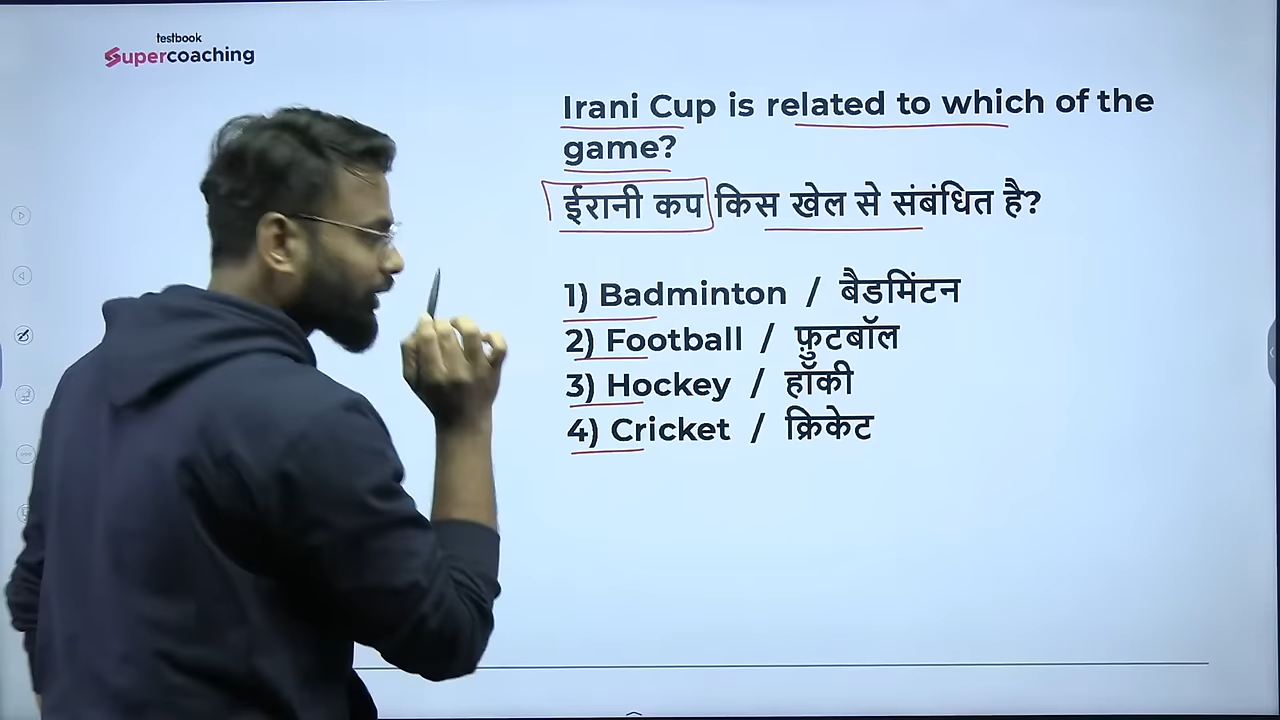 testbook
Supercoaching
Irani Cup is related to which of the
game?
ईरानी कप किस खेल से संबंधित है?
1) Badminton / बैडमिंटन
2) Football / फ़ुटबॉल
3) Hockey / हॉकी
4) Cricket / क्रिकेट